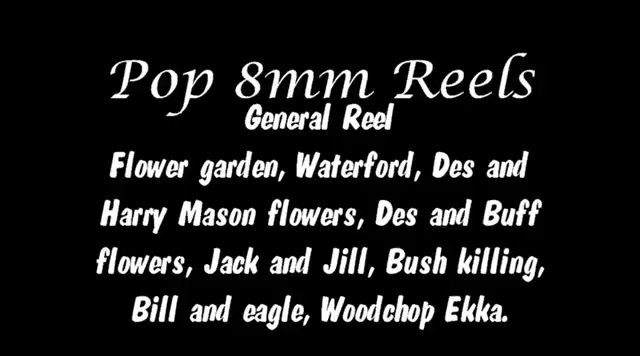 Pop 8mm Reels
General Reel
Flower garden, Waterford, Des and
Harry Mason flowers, Des and Buff
flowers, Jack and Jill, Bush killing,
Bill and eagle, Woodchop Ekka.